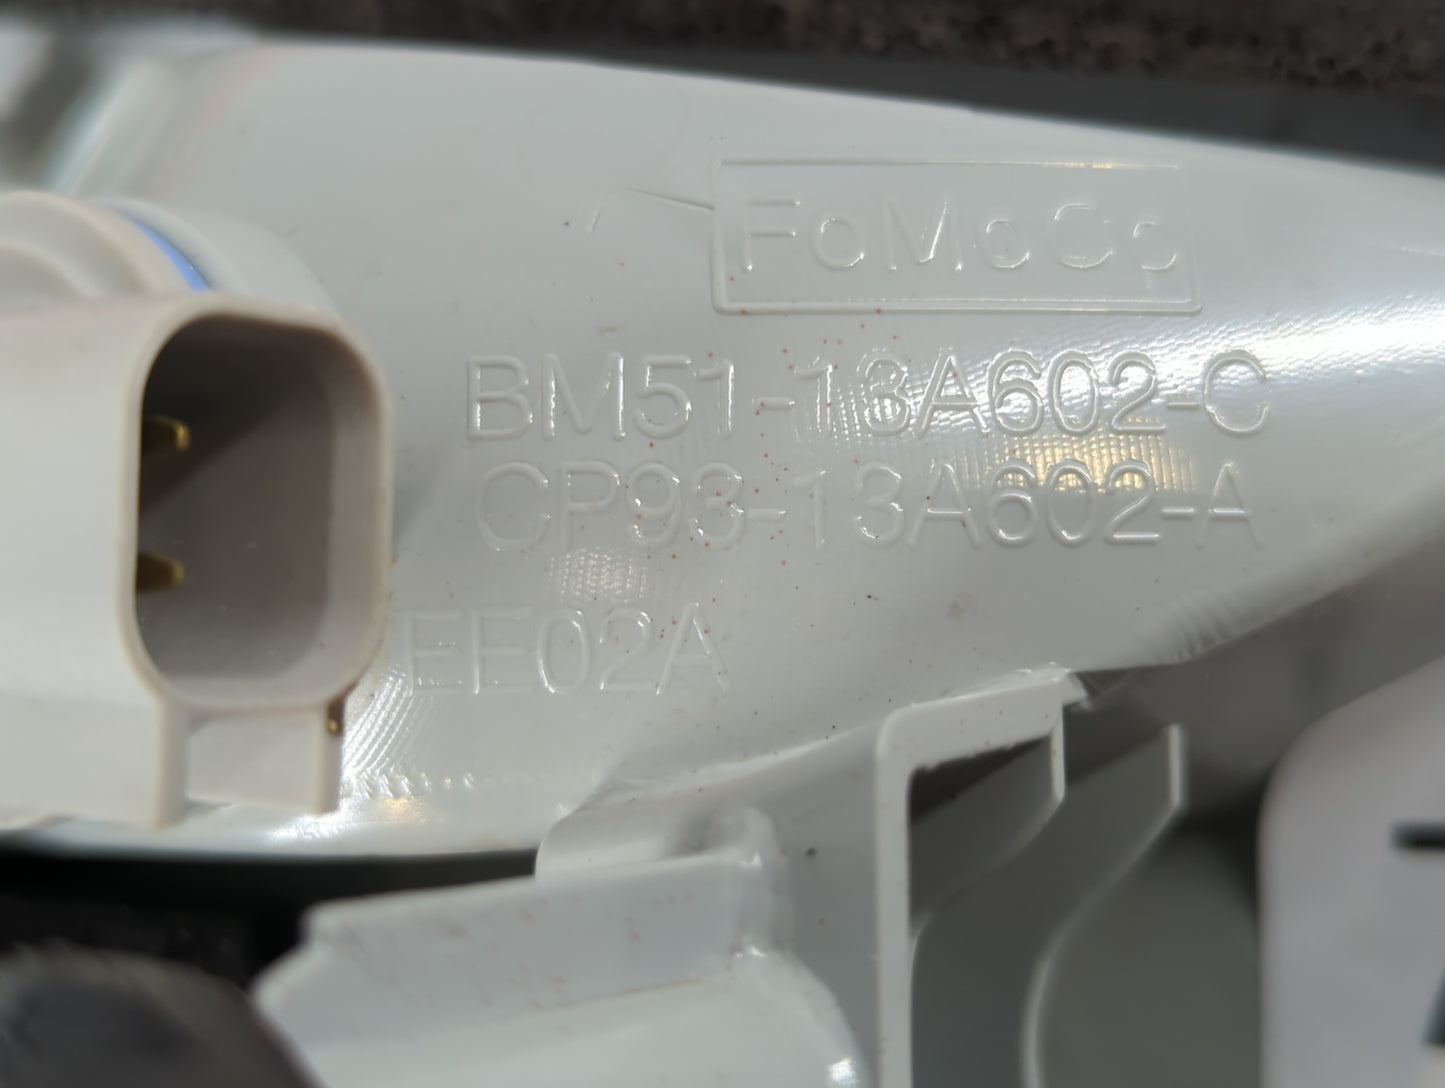 FoMoCo
BM51-13A602-C
CP93-13A602-A
EE02A